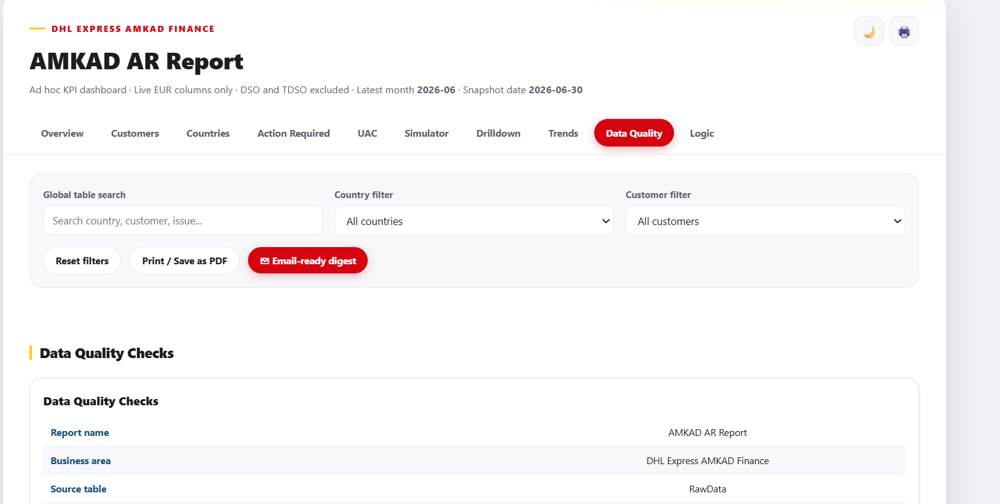 DHL EXPRESS AMKAD FINANCE
AMKAD AR Report
Ad hoc KPI dashboard · Live EUR columns only · DSO and TDSO excluded · Latest month 2026-06 · Snapshot date 2026-06-30
Overview Customers Countries Action Required UAC Simulator Drilldown Trends Data Quality Logic
Global table search Country filter Customer filter
Search country, customer, issue... All countries All customers
Reset filters Print / Save as PDF Email-ready digest
Data Quality Checks
Data Quality Checks
Report name AMKAD AR Report
Business area DHL Express AMKAD Finance
Source table RawData